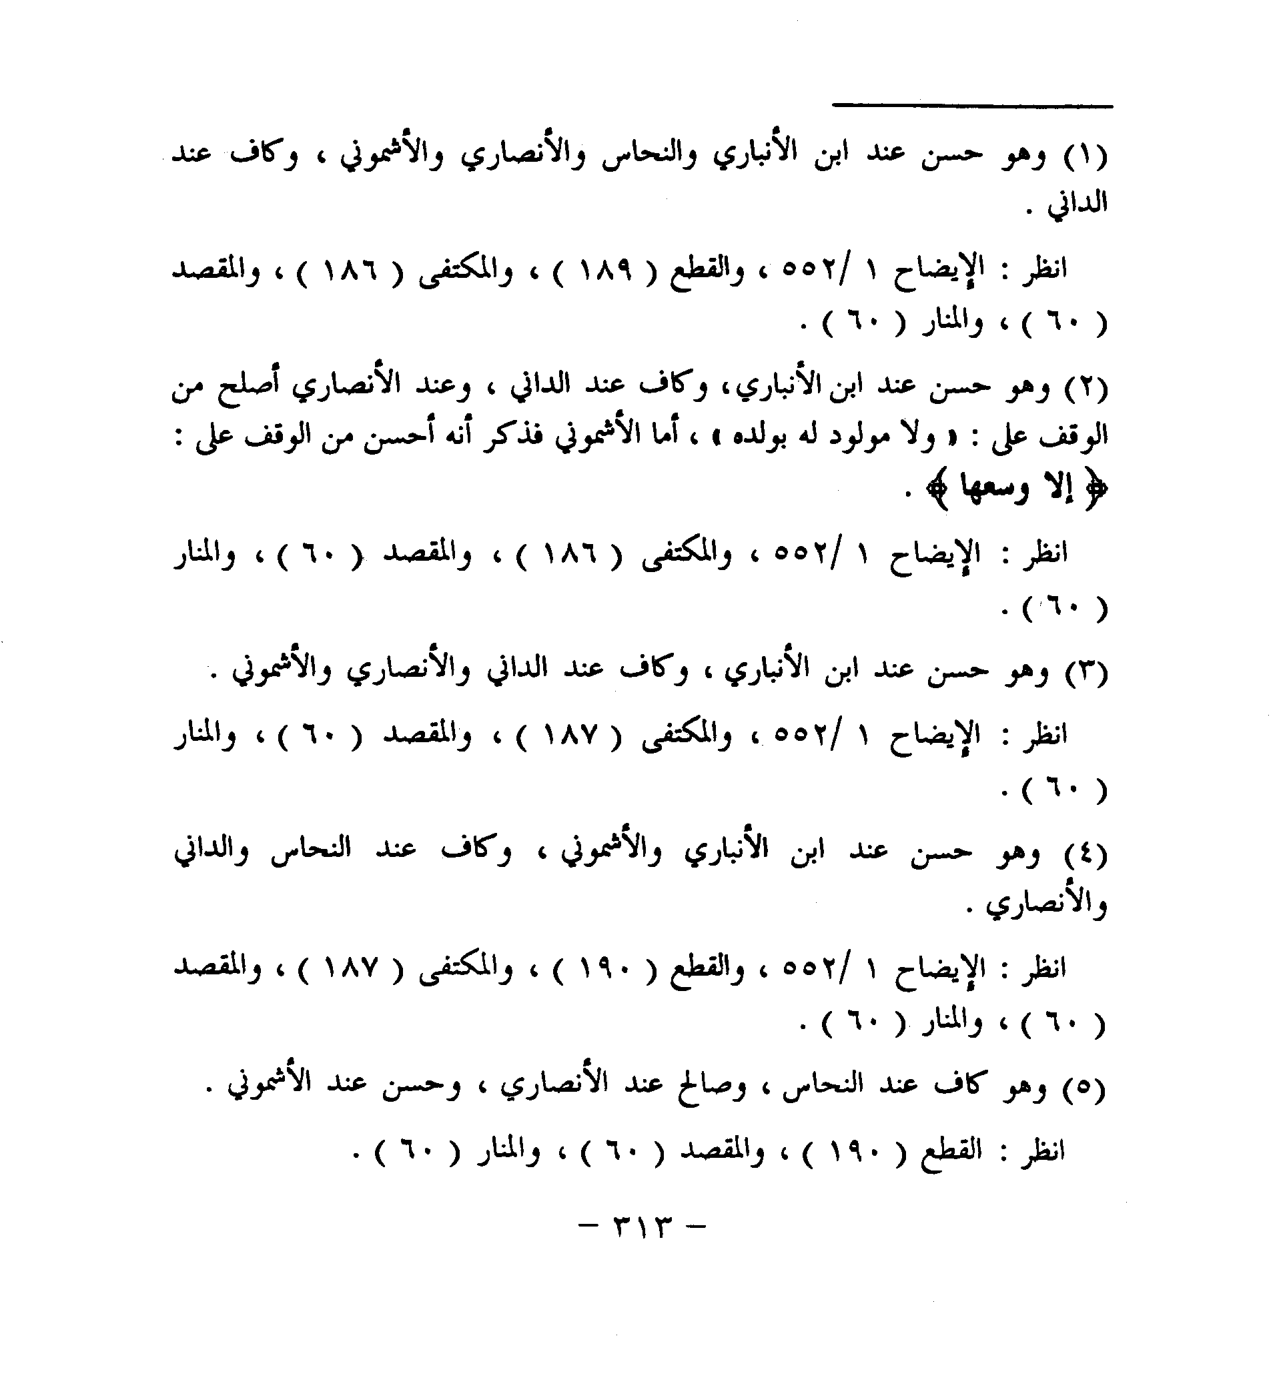 (١) وهو حسن عند ابن الأنباري والنحاس والأنصاري والأشموني ، وكاف عند
الداني .
انظر : الإيضاح ١ /٥٥٢ ، والقطع ( ١٨٩ ) ، والمكتفى ( ١٨٦ ) ، والمقصد
( ٦٠ ) ، والمنار ( ٦٠ ) .
(٢) وهو حسن عند ابن الأنباري، وكاف عند الداني ، وعند الأنصاري أصلح من
الوقف على : « ولا مولود له بولده » ، أما الأشموني فذكر أنه أحسن من الوقف على :
﴿ إلا وسعها ﴾ .
انظر : الإيضاح ١ /٥٥٢ ، والمكتفى ( ١٨٦ ) ، والمقصد ( ٦٠ ) ، والمنار
( ٦٠ ) .
(٣) وهو حسن عند ابن الأنباري ، وكاف عند الداني والأنصاري والأشموني .
انظر : الإيضاح ١ /٥٥٢ ، والمكتفى ( ١٨٧ ) ، والمقصد ( ٦٠ ) ، والمنار
( ٦٠ ) .
(٤) وهو حسن عند ابن الأنباري والأشموني ، وكاف عند النحاس والداني
والأنصاري .
انظر : الإيضاح ١ /٥٥٢ ، والقطع ( ١٩٠ ) ، والمكتفى ( ١٨٧ ) ، والمقصد
( ٦٠ ) ، والمنار ( ٦٠ ) .
(٥) وهو كاف عند النحاس ، وصالح عند الأنصاري ، وحسن عند الأشموني .
انظر : القطع ( ١٩٠ ) ، والمقصد ( ٦٠ ) ، والمنار ( ٦٠ ) .
– ٣١٣ –